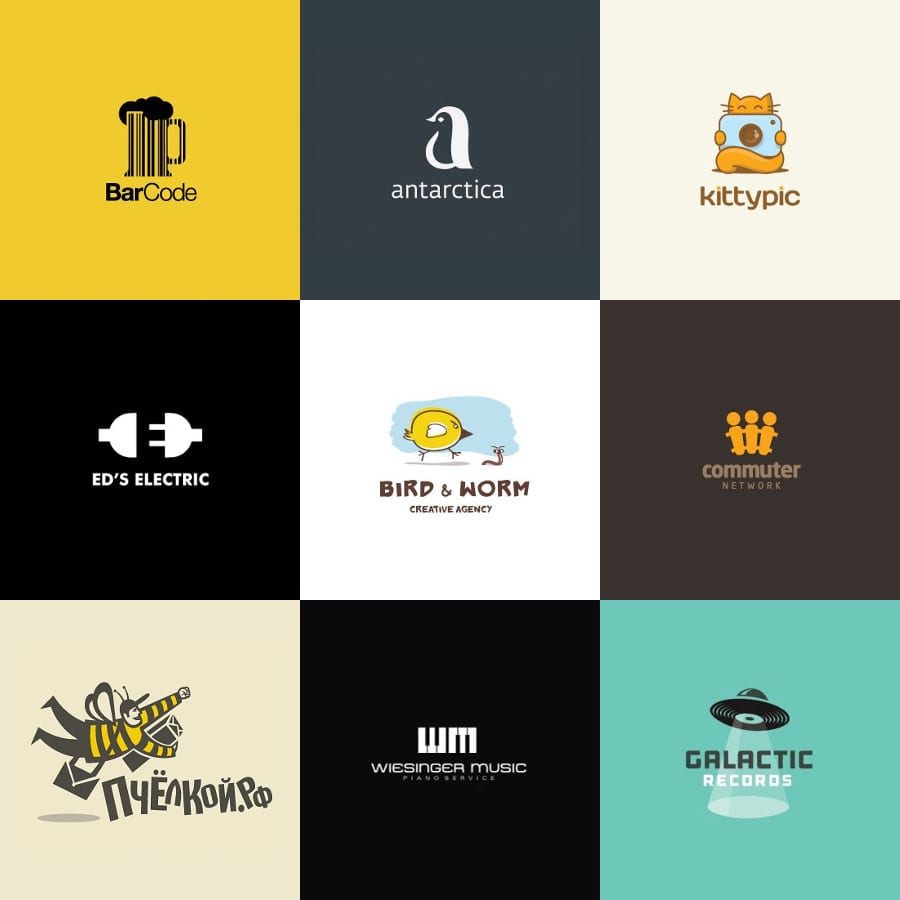 BarCode
antarctica
kittypic
ED'S ELECTRIC
BIRD & WORM
CREATIVE AGENCY
commuter
NETWORK
ПЧЁЛКОЙ.РФ
WM
WIESINGER MUSIC
PIANO SERVICE
GALACTIC
RECORDS